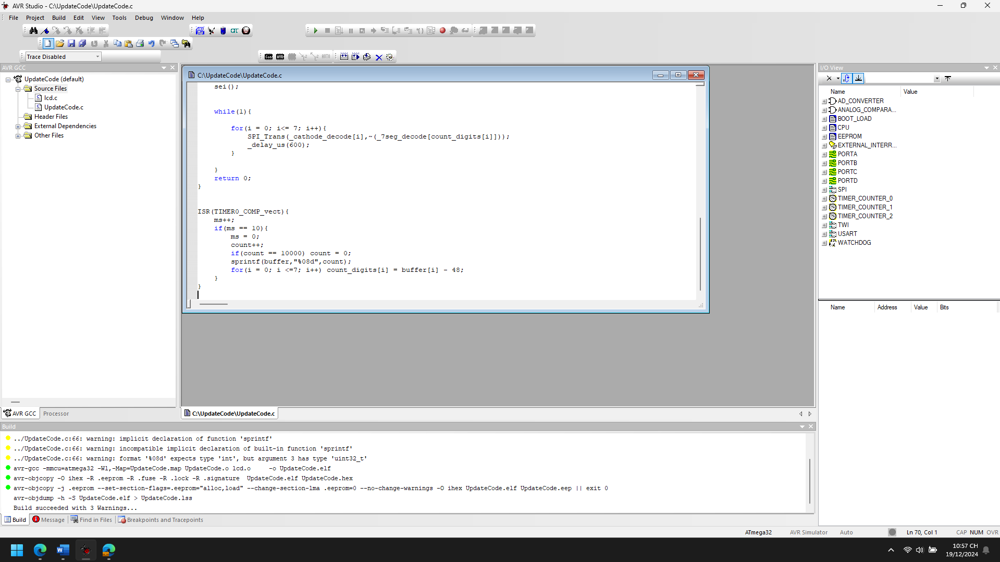 AVR Studio - C:\UpdateCode\UpdateCode.c
File Project Build Edit View Tools Debug Window Help
Trace Disabled
Con AVR AUTO
AVR GCC
UpdateCode (default)
Source Files
lcd.c
UpdateCode.c
Header Files
External Dependencies
Other Files
AVR GCC Processor
C:\UpdateCode\UpdateCode.c
sei();
while(1){
for(i = 0; i<= 7; i++){
SPI_Trans(_cathode_decode[i],~(_7seg_decode[count_digits[i]]));
_delay_us(600);
}
}
return 0;
}
ISR(TIMER0_COMP_vect){
ms++;
if(ms == 10){
ms = 0;
count++;
if(count == 10000) count = 0;
sprintf(buffer,"%08d",count);
for(i = 0; i <=7; i++) count_digits[i] = buffer[i] - 48;
}
}
C:\UpdateCode\UpdateCode.c
I/O View
Name Value
AD_CONVERTER
ANALOG_COMPARA...
BOOT_LOAD
CPU
EEPROM
EXTERNAL_INTERR...
PORTA
PORTB
PORTC
PORTD
SPI
TIMER_COUNTER_0
TIMER_COUNTER_1
TIMER_COUNTER_2
TWI
USART
WATCHDOG
Name Address Value Bits
Build
../UpdateCode.c:66: warning: implicit declaration of function 'sprintf'
../UpdateCode.c:66: warning: incompatible implicit declaration of built-in function 'sprintf'
../UpdateCode.c:66: warning: format '%08d' expects type 'int', but argument 3 has type 'uint32_t'
avr-gcc -mmcu=atmega32 -Wl,-Map=UpdateCode.map UpdateCode.o lcd.o -o UpdateCode.elf
avr-objcopy -O ihex -R .eeprom -R .fuse -R .lock -R .signature UpdateCode.elf UpdateCode.hex
avr-objcopy -j .eeprom --set-section-flags=.eeprom="alloc,load" --change-section-lma .eeprom=0 --no-change-warnings -O ihex UpdateCode.elf UpdateCode.eep || exit 0
avr-objdump -h -S UpdateCode.elf > UpdateCode.lss
Build succeeded with 3 Warnings...
Build Message Find in Files Breakpoints and Tracepoints
ATmega32 AVR Simulator Auto Ln 70, Col 1 CAP NUM OVR
10:57 CH
19/12/2024